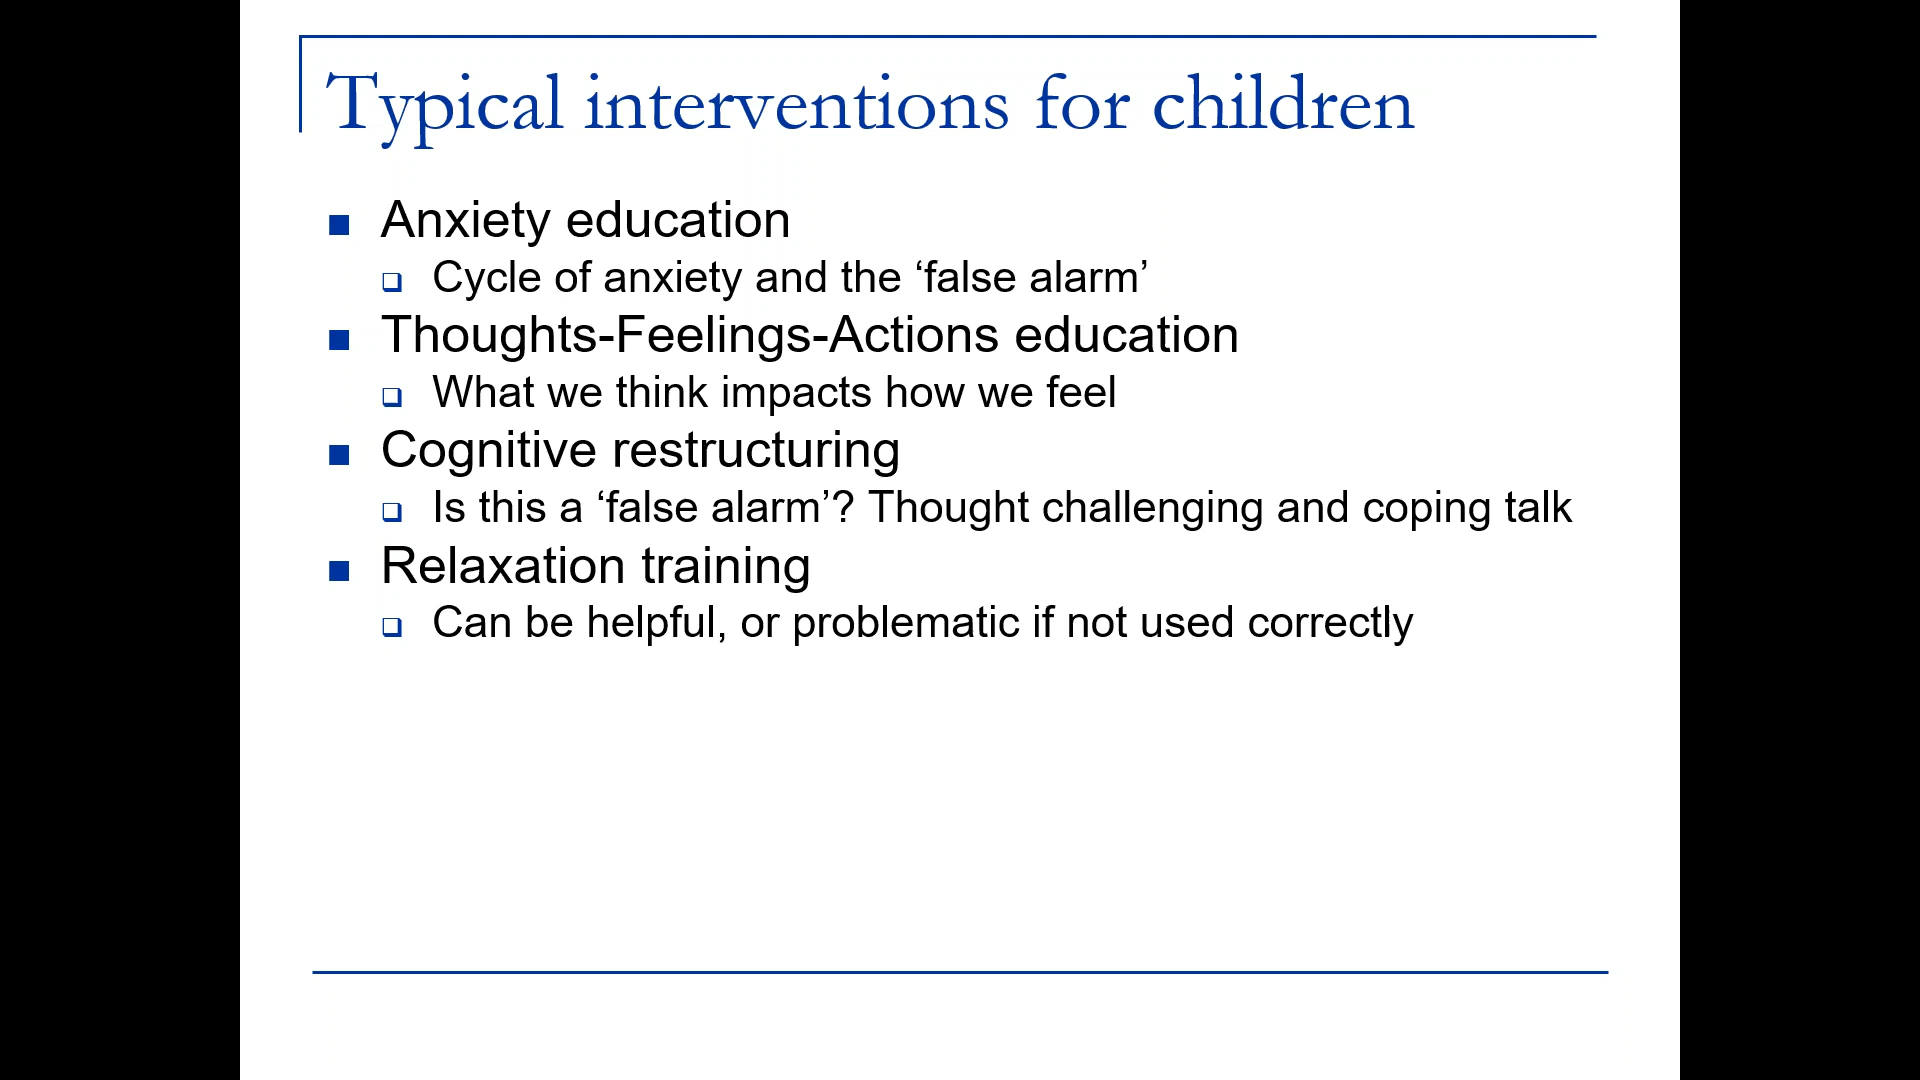 Typical interventions for children
Anxiety education
Cycle of anxiety and the ‘false alarm’
Thoughts-Feelings-Actions education
What we think impacts how we feel
Cognitive restructuring
Is this a ‘false alarm’? Thought challenging and coping talk
Relaxation training
Can be helpful, or problematic if not used correctly